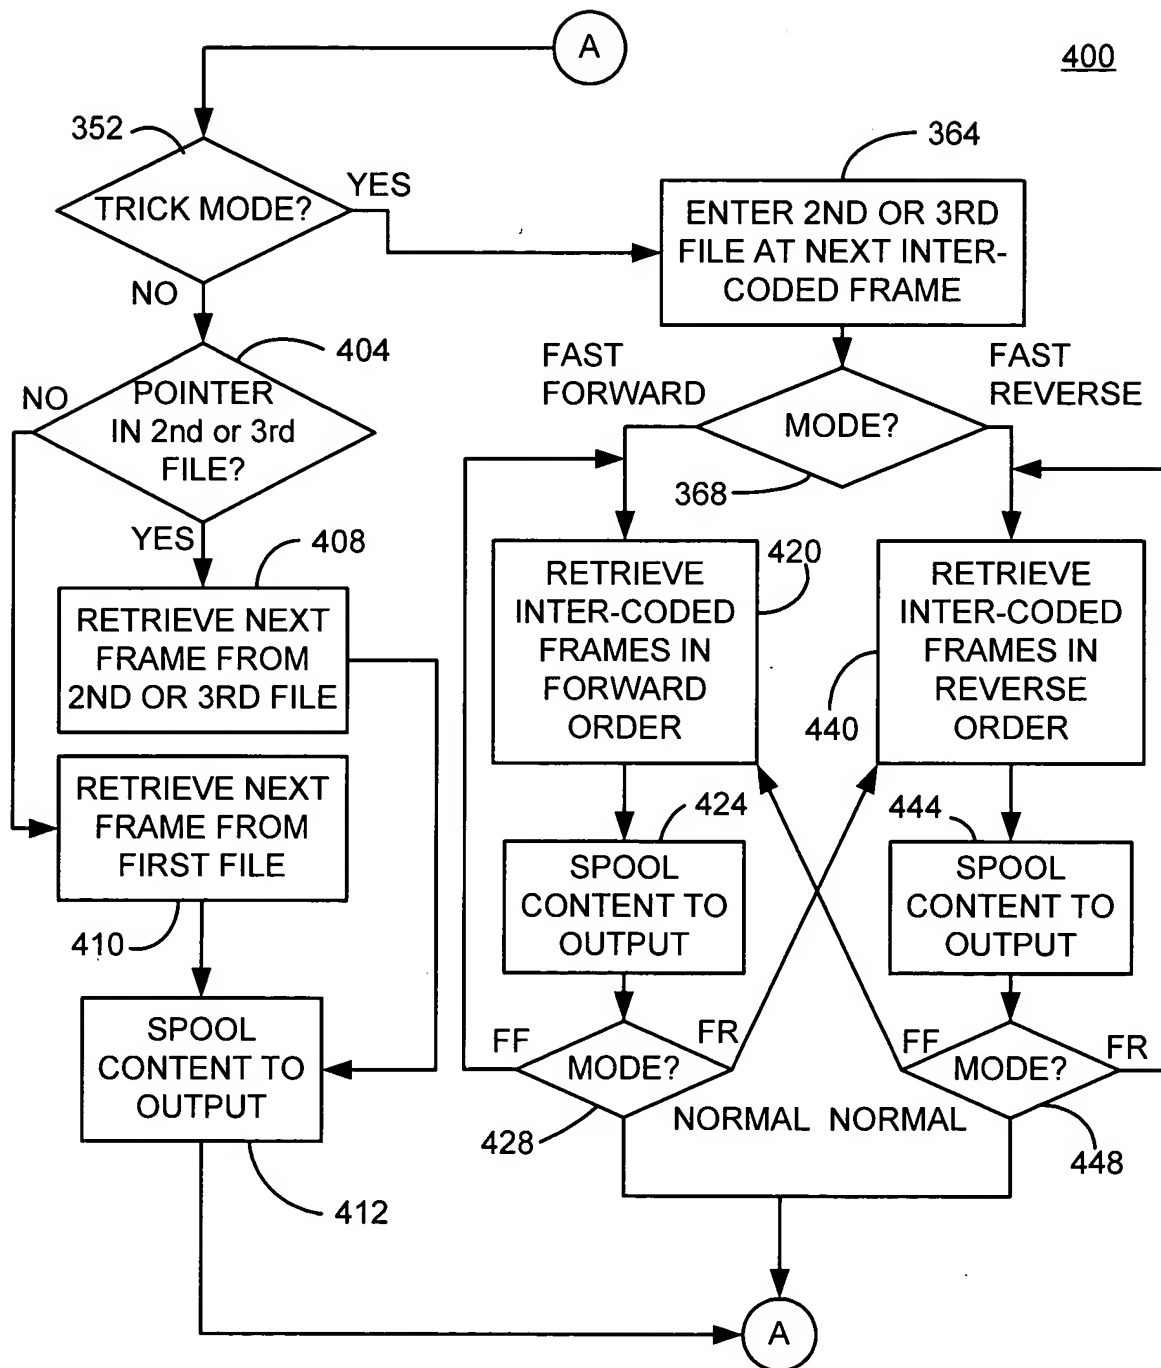 A
400
352
TRICK MODE?
YES
NO
364
ENTER 2ND OR 3RD
FILE AT NEXT INTER-
CODED FRAME
404
NO
POINTER
IN 2nd or 3rd
FILE?
YES
408
RETRIEVE NEXT
FRAME FROM
2ND OR 3RD FILE
RETRIEVE NEXT
FRAME FROM
FIRST FILE
410
SPOOL
CONTENT TO
OUTPUT
412
FAST
FORWARD
MODE?
FAST
REVERSE
368
RETRIEVE
INTER-CODED
FRAMES IN
FORWARD
ORDER
420
RETRIEVE
INTER-CODED
FRAMES IN
REVERSE
ORDER
440
424
SPOOL
CONTENT TO
OUTPUT
444
SPOOL
CONTENT TO
OUTPUT
FF
MODE?
FR
428
NORMAL
FF
MODE?
FR
NORMAL
448
A